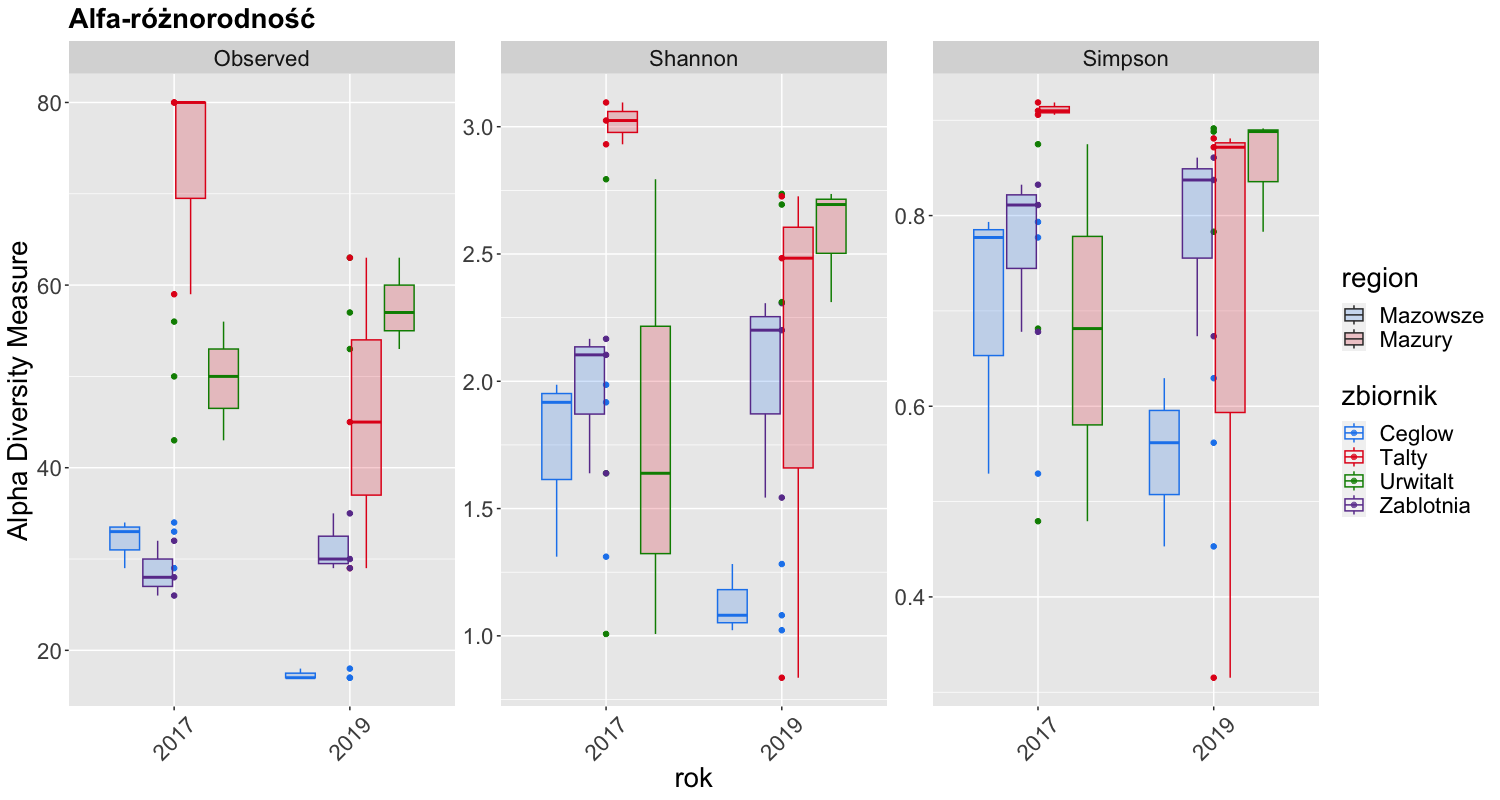 Alfa-różnorodność
Observed
Shannon
Simpson
Alpha Diversity Measure
80
60
40
20
3.0
2.5
2.0
1.5
1.0
0.8
0.6
0.4
2017
2019
2017
2019
2017
2019
rok
region
Mazowsze
Mazury
zbiornik
Ceglow
Talty
Urwitalt
Zablotnia